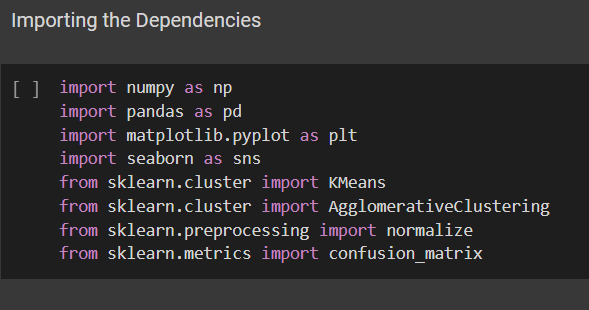 Importing the Dependencies
[ ] import numpy as np
import pandas as pd
import matplotlib.pyplot as plt
import seaborn as sns
from sklearn.cluster import KMeans
from sklearn.cluster import AgglomerativeClustering
from sklearn.preprocessing import normalize
from sklearn.metrics import confusion_matrix